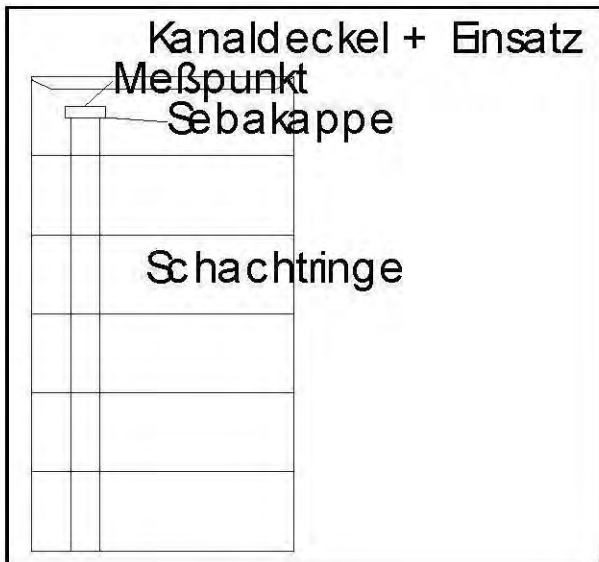 Kanaldeckel + Einsatz
Meßpunkt
Sebakappe
Schachtringe